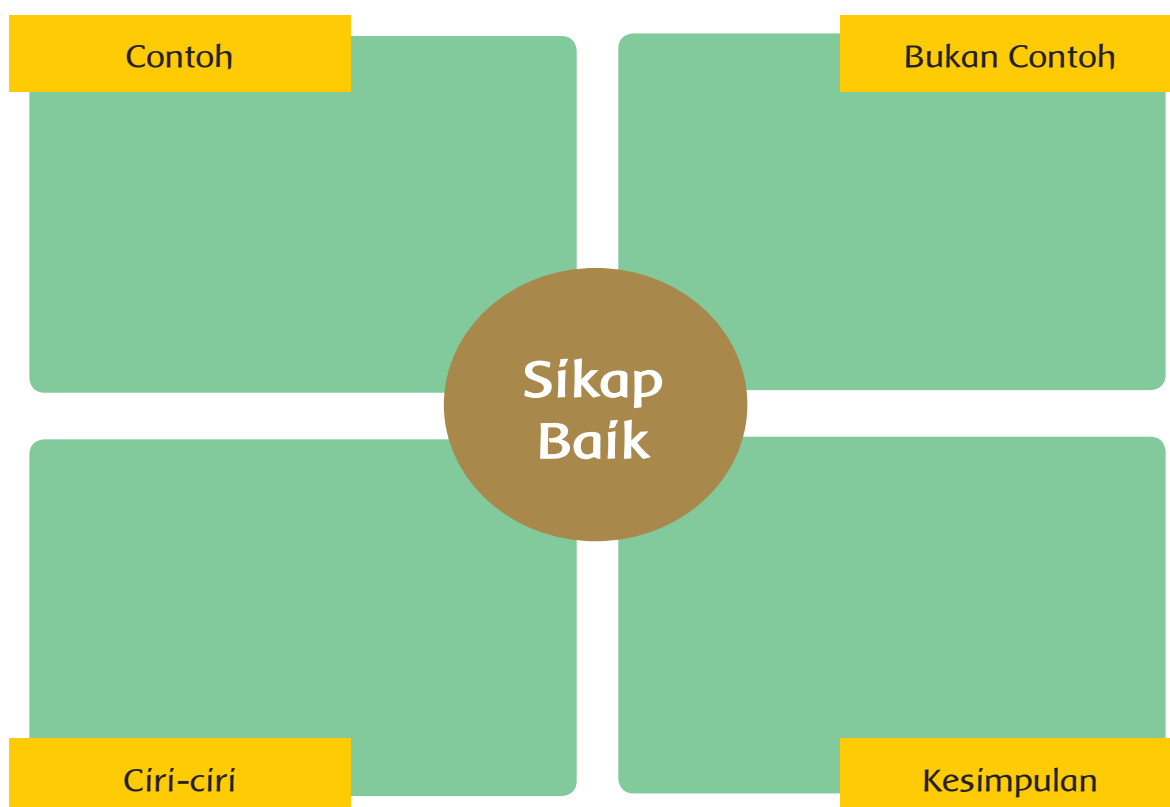 Contoh
Bukan Contoh
Sikap
Baik
Ciri-ciri
Kesimpulan